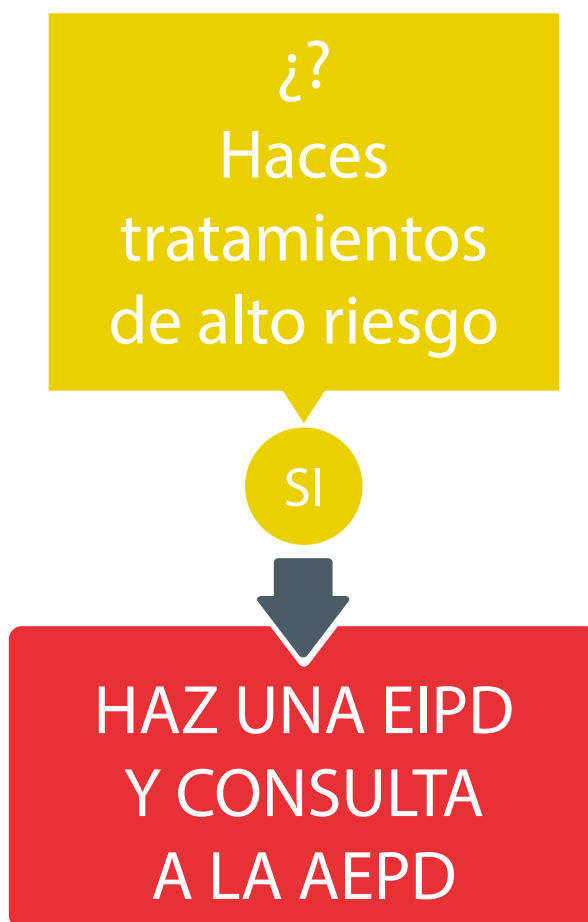 ¿?
Haces
tratamientos
de alto riesgo
SI
HAZ UNA EIPD
Y CONSULTA
A LA AEPD